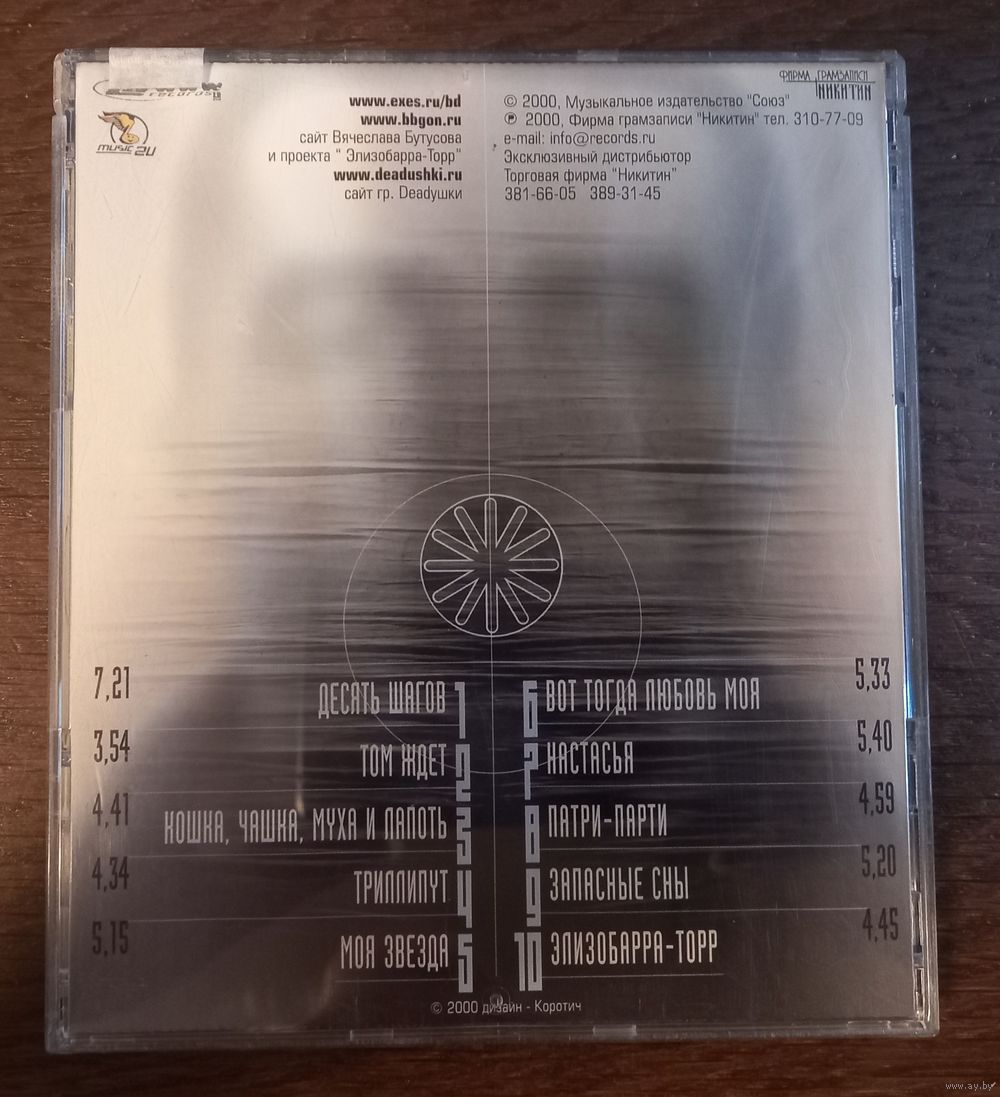 records
MUSIC 2U
www.exes.ru/bd
www.bbgon.ru
сайт Вячеслава Бутусова
и проекта " Элизобарра-Торр"
www.deadushki.ru
сайт гр. Deadушки
ФИРМА ГРАМЗАПИСИ
НИКИТИН
© 2000, Музыкальное издательство "Союз"
℗ 2000, Фирма грамзаписи "Никитин" тел. 310-77-09
e-mail: info@records.ru
Эксклюзивный дистрибьютор
Торговая фирма "Никитин"
381-66-05 389-31-45
7,21 ДЕСЯТЬ ШАГОВ 1
3,54 ТОМ ЖДЕТ 2
4,41 КОШКА, ЧАШКА, МУХА И ЛАПОТЬ 3
4,34 ТРИЛЛИПУТ 4
5,15 МОЯ ЗВЕЗДА 5
6 ВОТ ТОГДА ЛЮБОВЬ МОЯ 5,33
7 НАСТАСЬЯ 5,40
8 ПАТРИ-ПАРТИ 4,59
9 ЗАПАСНЫЕ СНЫ 5,20
10 ЭЛИЗОБАРРА-ТОРР 4,45
© 2000 дизайн - Коротич
www.ay.by